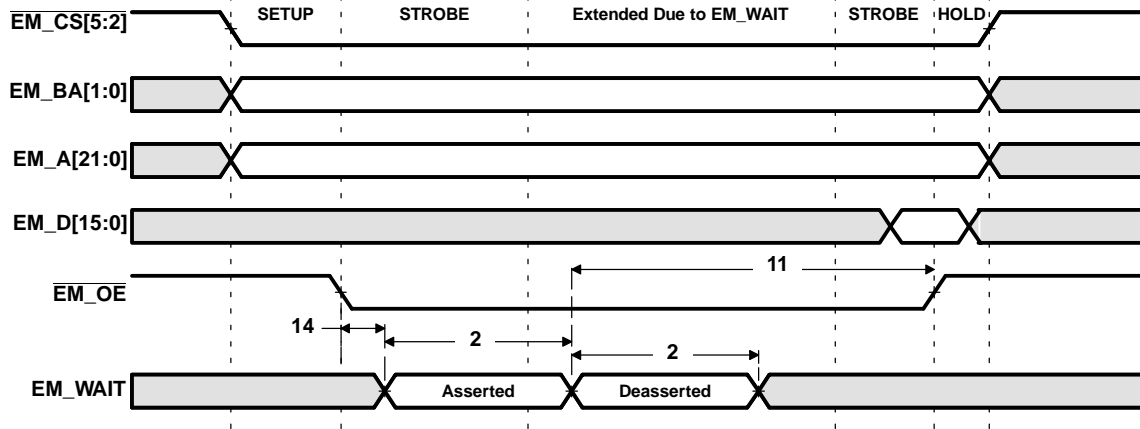 SETUP STROBE Extended Due to EM_WAIT STROBE HOLD
EM_CS[5:2]
EM_BA[1:0]
EM_A[21:0]
EM_D[15:0]
11
EM_OE
14 2 2
EM_WAIT Asserted Deasserted